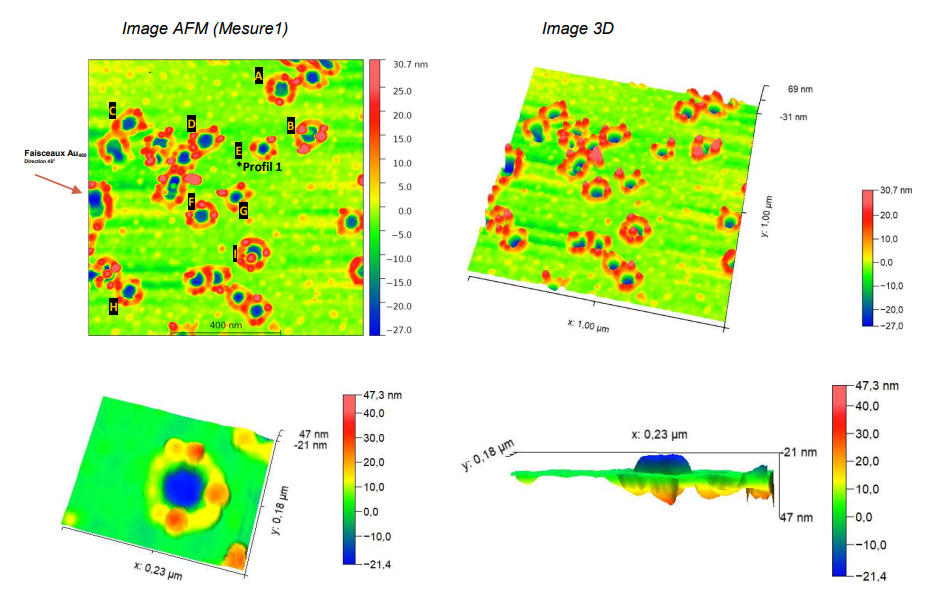 Image AFM (Mesure1)
Image 3D
30.7 nm
25.0
20.0
15.0
10.0
5.0
0.0
−5.0
−10.0
−15.0
−20.0
−27.0
A
B
C
D
E
*Profil 1
F
G
I
H
400 nm
Faisceaux Au400
Direction 45°
69 nm
-31 nm
y: 1,00 µm
x: 1,00 µm
30,7 nm
20,0
10,0
0,0
−10,0
−20,0
−27,0
47 nm
-21 nm
y: 0,18 µm
x: 0,23 µm
47,3 nm
40,0
30,0
20,0
10,0
0,0
−10,0
−21,4
y: 0,18 µm
x: 0,23 µm
-21 nm
47 nm
47,3 nm
40,0
30,0
20,0
10,0
0,0
−10,0
−21,4